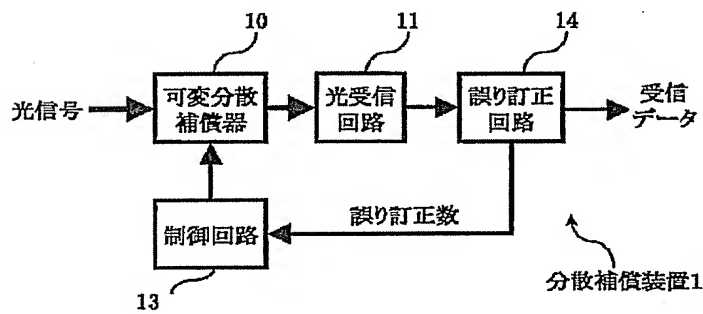 10
11
14
光信号
可変分散
補償器
光受信
回路
誤り訂正
回路
受信
データ
制御回路
誤り訂正数
13
分散補償装置1